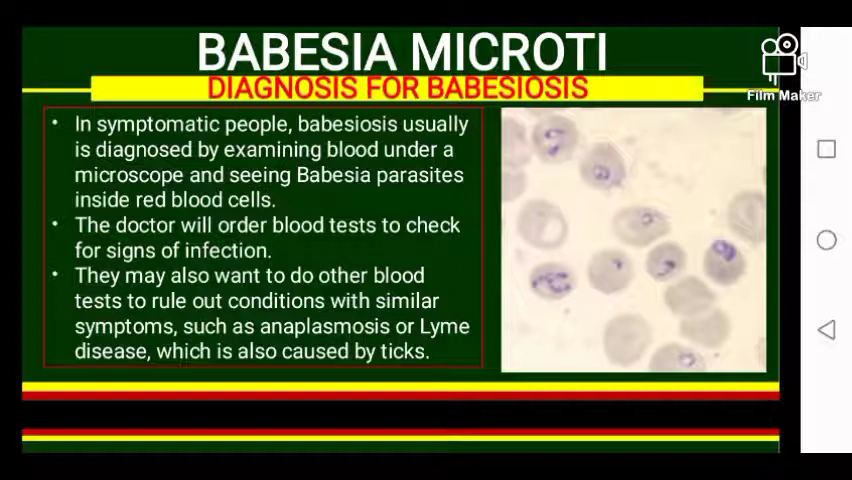 BABESIA MICROTI
Film Maker
DIAGNOSIS FOR BABESIOSIS
• In symptomatic people, babesiosis usually
is diagnosed by examining blood under a
microscope and seeing Babesia parasites
inside red blood cells.
• The doctor will order blood tests to check
for signs of infection.
• They may also want to do other blood
tests to rule out conditions with similar
symptoms, such as anaplasmosis or Lyme
disease, which is also caused by ticks.